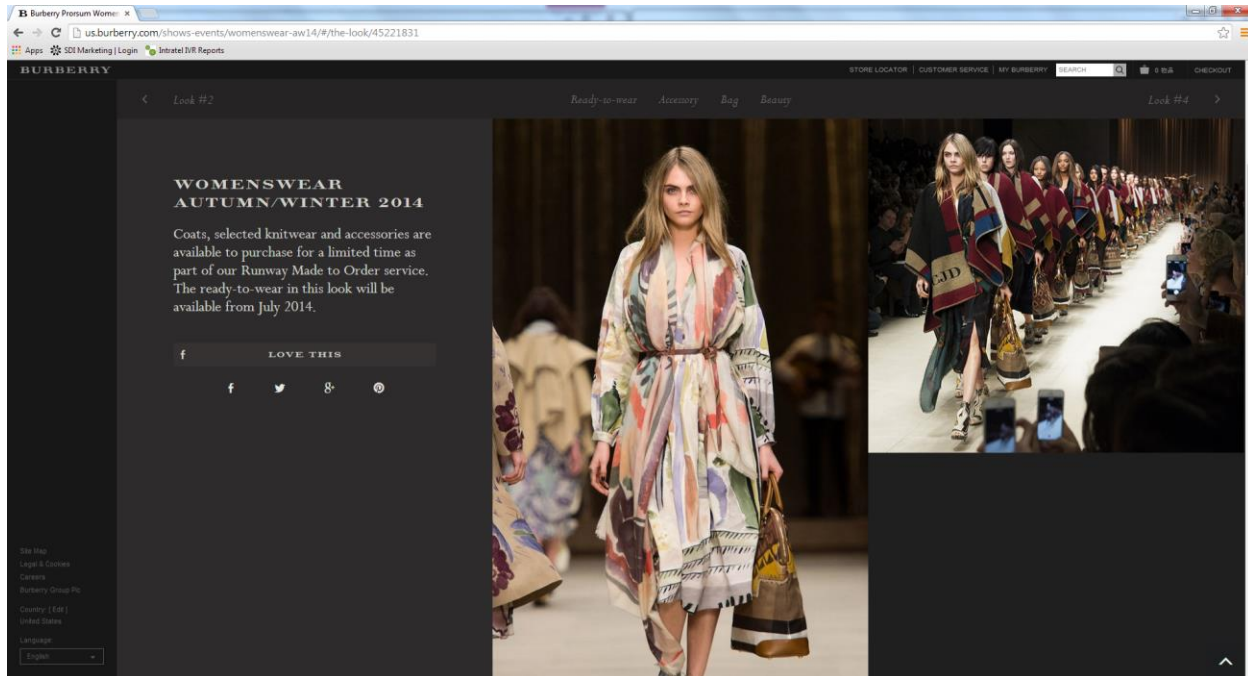 B Burberry Prorsum Womer
us.burberry.com/shows-events/womenswear-aw14/#/the-look/45221831
Apps SDI Marketing | Login Intratel IVR Reports
BURBERRY
STORE LOCATOR | CUSTOMER SERVICE | MY BURBERRY SEARCH 0 CHECKOUT
Look #2 Ready-to-wear Accessory Bag Beauty Look #4
WOMENSWEAR
AUTUMN/WINTER 2014
Coats, selected knitwear and accessories are
available to purchase for a limited time as
part of our Runway Made to Order service.
The ready-to-wear in this look will be
available from July 2014.
f LOVE THIS
EJD
Site Map
Legal & Cookies
Careers
Burberry Group Plc
Country: [ Edit ]
United States
Language:
English